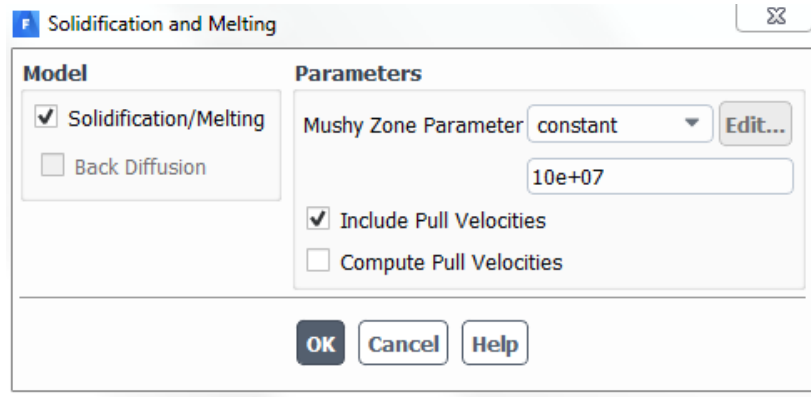 F Solidification and Melting
Model
Parameters
Solidification/Melting
Back Diffusion
Mushy Zone Parameter constant Edit...
10e+07
Include Pull Velocities
Compute Pull Velocities
OK Cancel Help